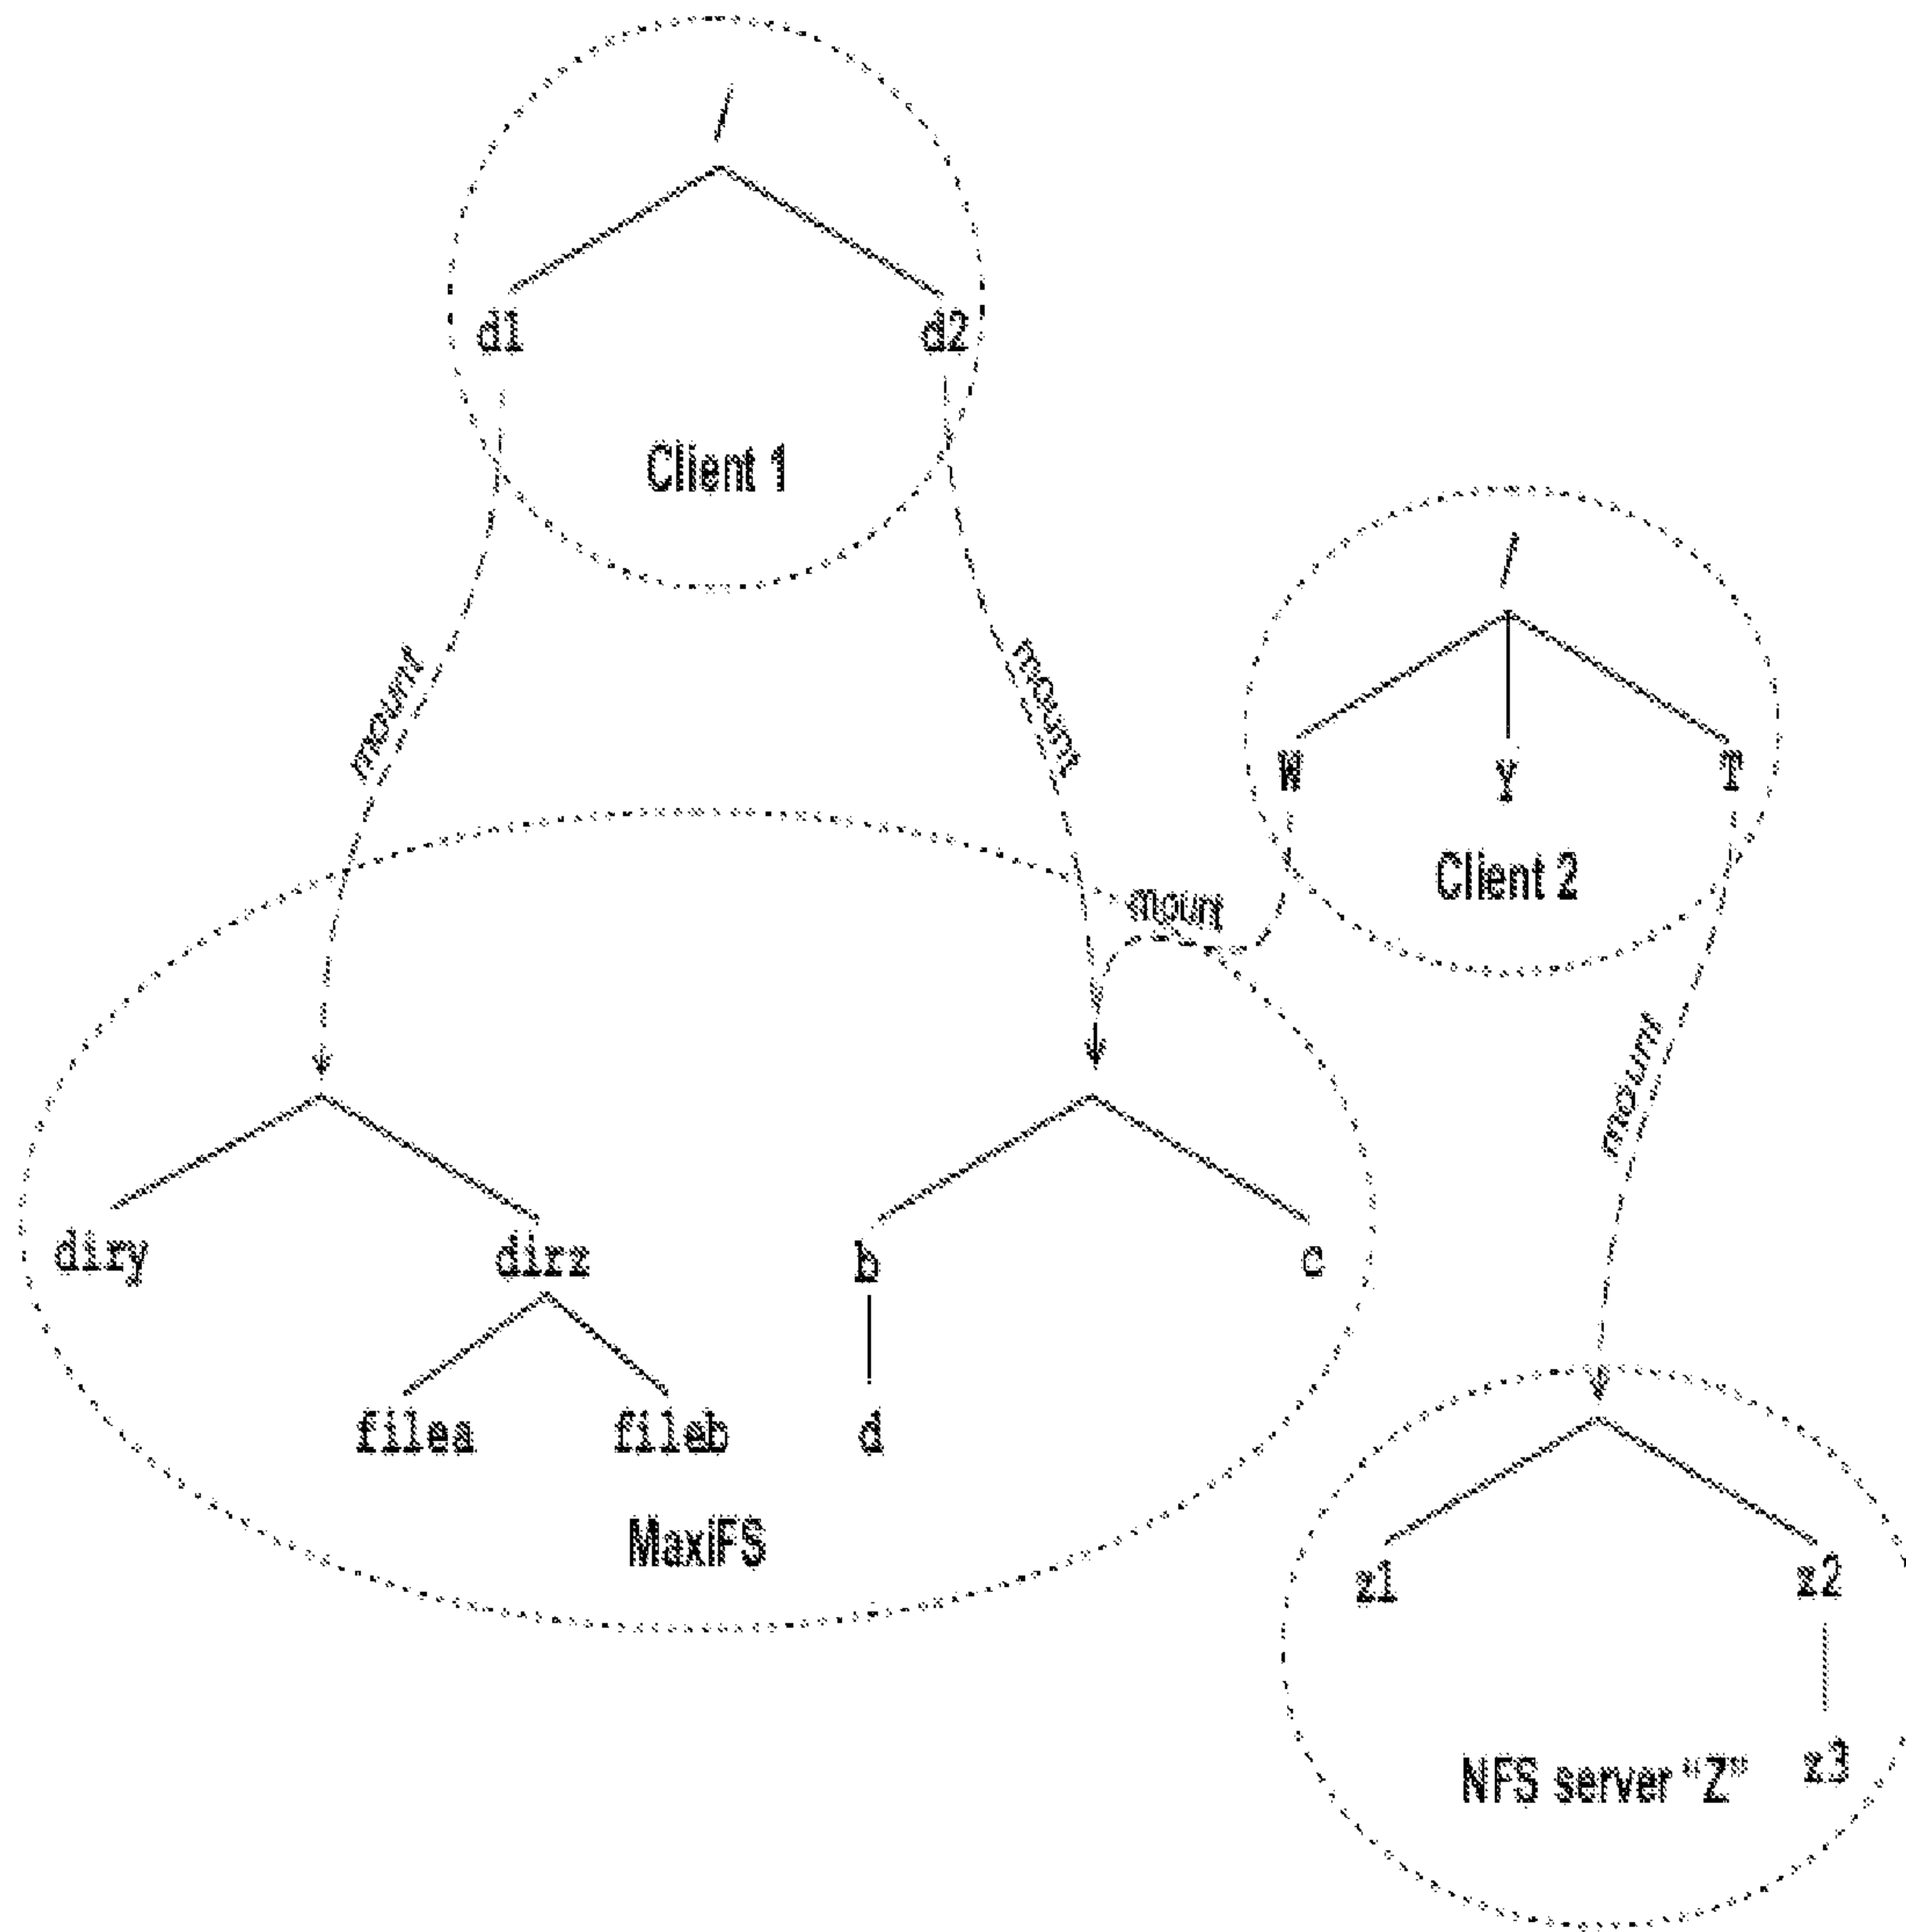 /
d1
d2
Client 1
/
mount
mount
W
Y
T
Client 2
moun
mount
diry
dirz
b
c
filea
fileb
d
MaxiFS
z1
z2
z3
NFS server "Z"